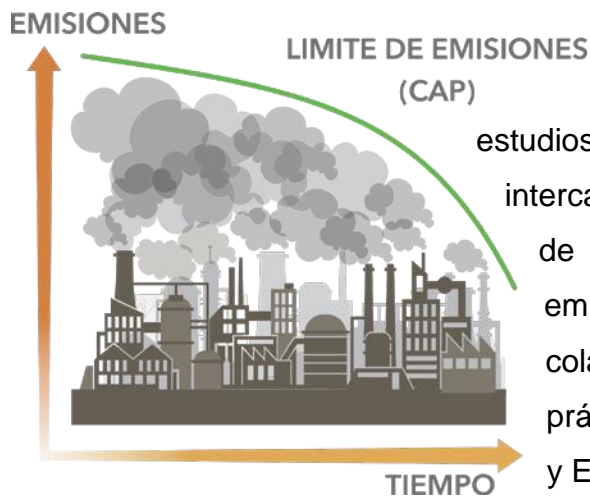 EMISIONES
LIMITE DE EMISIONES
(CAP)
estudios
interca
de
em
cola
prá
y E
TIEMPO